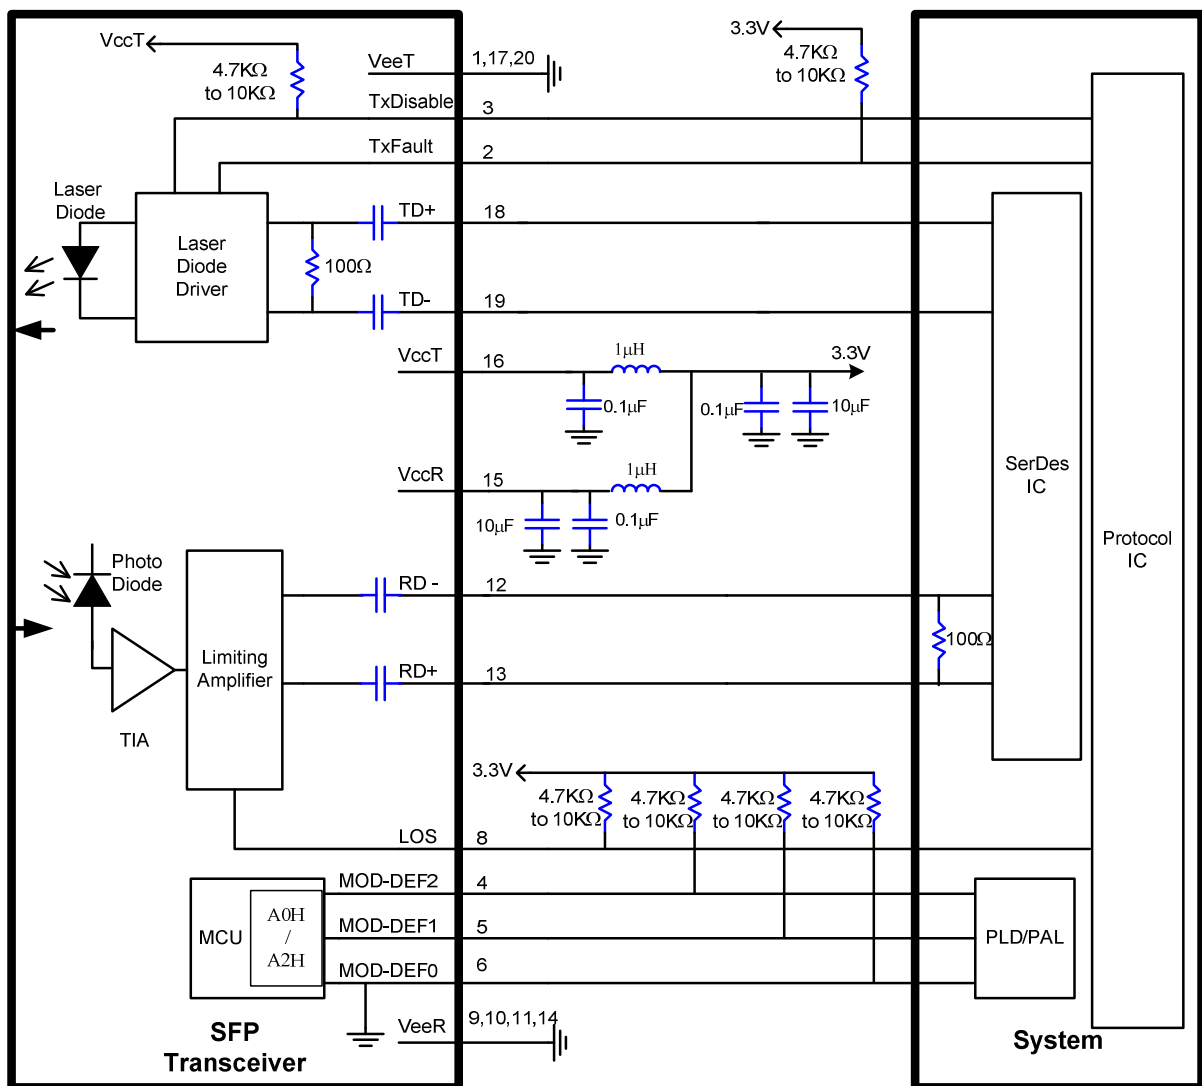 VccT
4.7KΩ
to 10KΩ
VeeT
1,17,20
3.3V
4.7KΩ
to 10KΩ
TxDisable
3
TxFault
2
Laser
Diode
Laser
Diode
Driver
100Ω
TD+
18
TD-
19
VccT
16
1µH
3.3V
0.1µF
0.1µF
10µF
VccR
15
1µH
10µF
0.1µF
SerDes
IC
Protocol
IC
Photo
Diode
TIA
Limiting
Amplifier
RD -
12
RD+
13
100Ω
3.3V
4.7KΩ
to 10KΩ
4.7KΩ
to 10KΩ
4.7KΩ
to 10KΩ
4.7KΩ
to 10KΩ
LOS
8
MCU
A0H
/
A2H
MOD-DEF2
4
MOD-DEF1
5
MOD-DEF0
6
PLD/PAL
VeeR
9,10,11,14
SFP
Transceiver
System